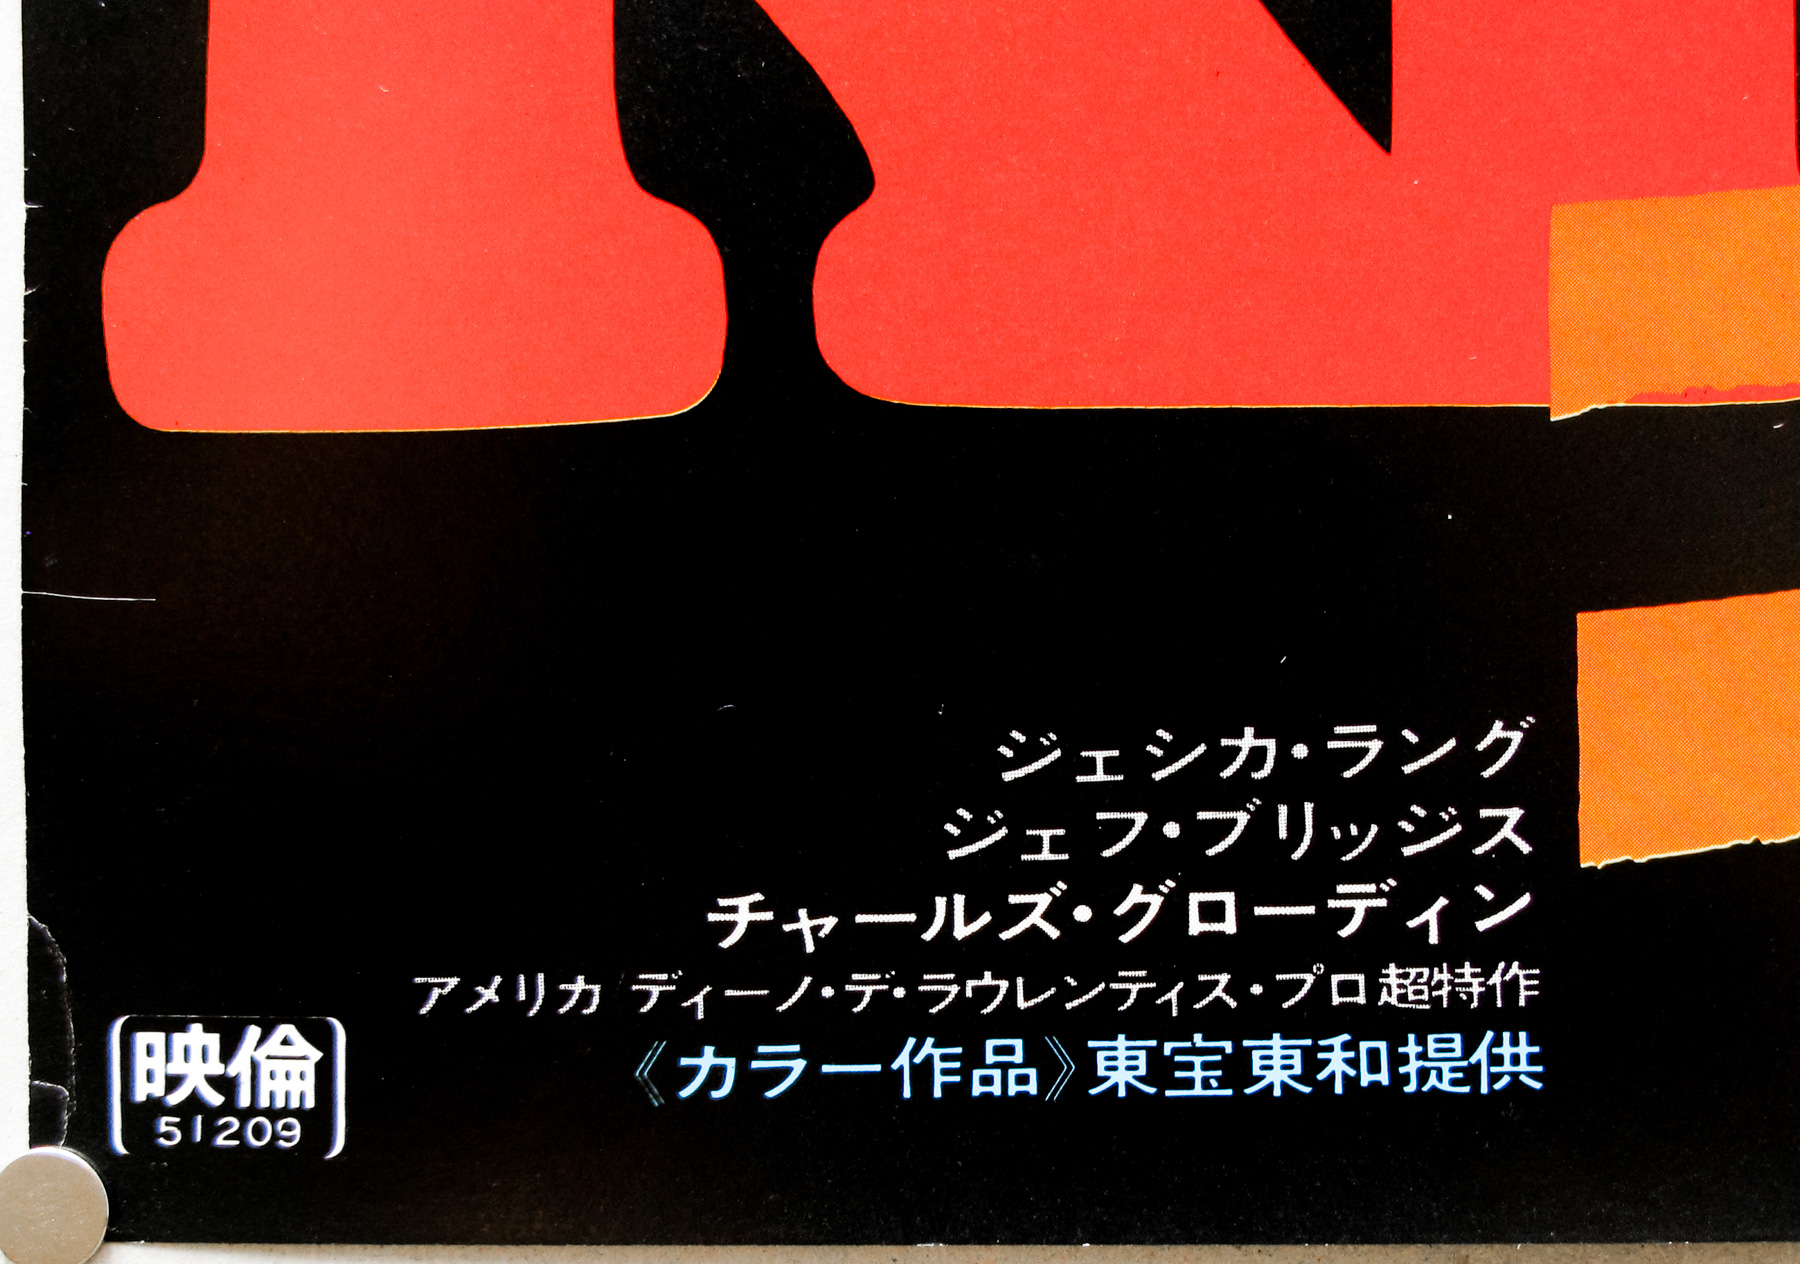 ジェシカ・ラング
ジェフ・ブリッジス
チャールズ・グローディン
アメリカ ディーノ・デ・ラウレンティス・プロ超特作
《カラー作品》東宝東和提供
映倫
51209